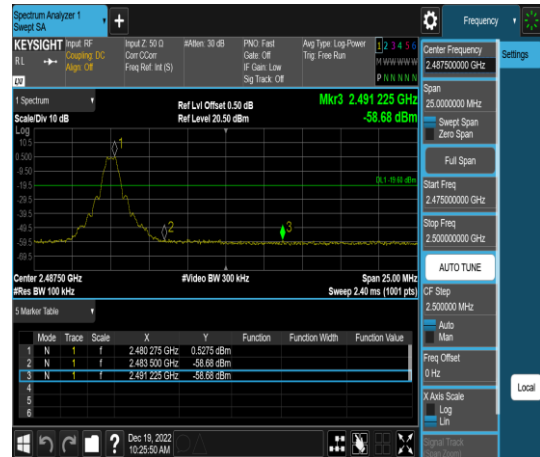 Spectrum Analyzer 1
Swept SA
+
Frequency
KEYSIGHT
RL
Input: RF
Coupling: DC
Align: Off
Input Z: 50 Ω
Corr CCorr
Freq Ref: Int (S)
#Atten: 30 dB
PNO: Fast
Gate: Off
IF Gain: Low
Sig Track: Off
Avg Type: Log-Power
Trig: Free Run
1 2 3 4 5 6
M W W W W W
P N N N N N
1 Spectrum
Scale/Div 10 dB
Ref Lvl Offset 0.50 dB
Ref Level 20.50 dBm
Mkr3 2.491 225 GHz
-58.68 dBm
Log
10.5
0.500
-9.50
-19.5
-29.5
-39.5
-49.5
-59.5
-69.5
1
2
3
DL1 -19.60 dBm
Center 2.48750 GHz
#Video BW 300 kHz
Span 25.00 MHz
#Res BW 100 kHz
Sweep 2.40 ms (1001 pts)
5 Marker Table
Mode Trace Scale X Y Function Function Width Function Value
1 N 1 f 2.480 275 GHz 0.5275 dBm
2 N 1 f 2.483 500 GHz -58.68 dBm
3 N 1 f 2.491 225 GHz -58.68 dBm
4
5
6
Dec 19, 2022
10:25:50 AM
Center Frequency
2.487500000 GHz
Settings
Span
25.0000000 MHz
Swept Span
Zero Span
Full Span
Start Freq
2.475000000 GHz
Stop Freq
2.500000000 GHz
AUTO TUNE
CF Step
2.500000 MHz
Auto
Man
Freq Offset
0 Hz
X Axis Scale
Log
Lin
Local
Signal Track
(Span Zoom)